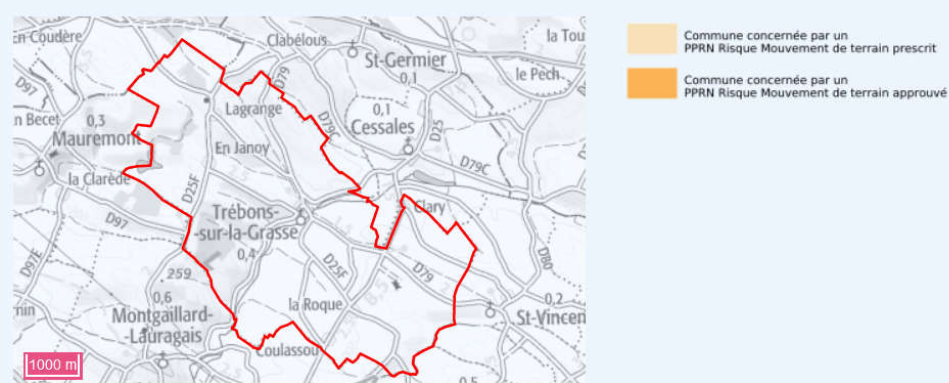 En Coudère
Clabélous
la Tou
St-Germier
0,1
le Pech
D97
D79
Lagrange
0,1
n Becet
0,3
D79C
Cessales
D25
Mauremont
En Janoy
D79C
la Clarède
D25F
Clary
Trébons-
-sur-la-Grasse
D97
D97E
0,4
D25F
D79
D80
259
0,6
la Roque
0,2
Montgaillard-
-Lauragais
St-Vincen
Coulassou
1000 m
0,5
Commune concernée par un
PPRN Risque Mouvement de terrain prescrit
Commune concernée par un
PPRN Risque Mouvement de terrain approuvé